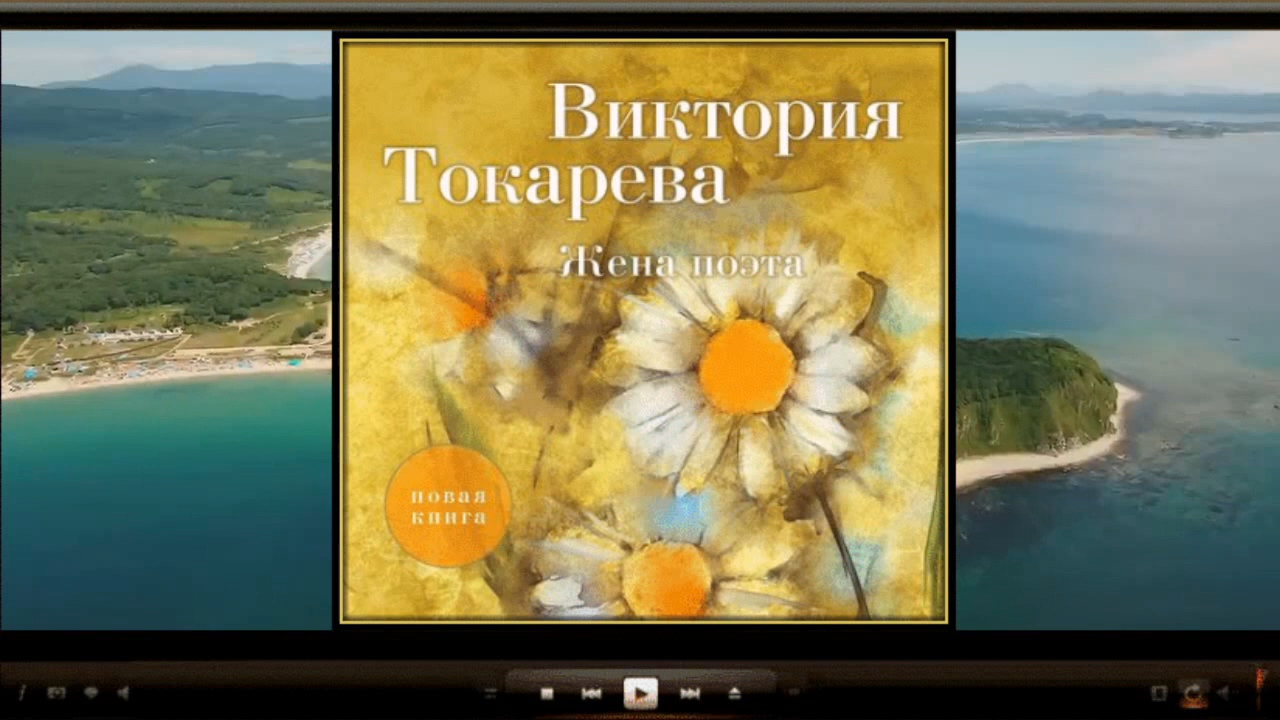 Виктория
Токарева
Жена поэта
новая
книга